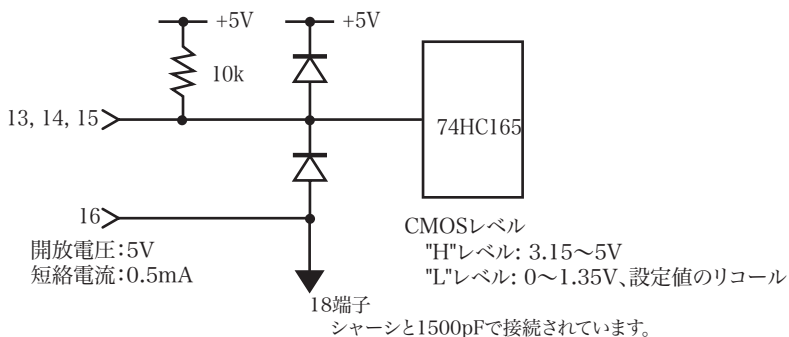 +5V
+5V
10k
13, 14, 15
74HC165
16
CMOSレベル
開放電圧:5V
"H"レベル: 3.15〜5V
短絡電流:0.5mA
"L"レベル: 0〜1.35V、設定値のリコール
18端子
シャーシと1500pFで接続されています。